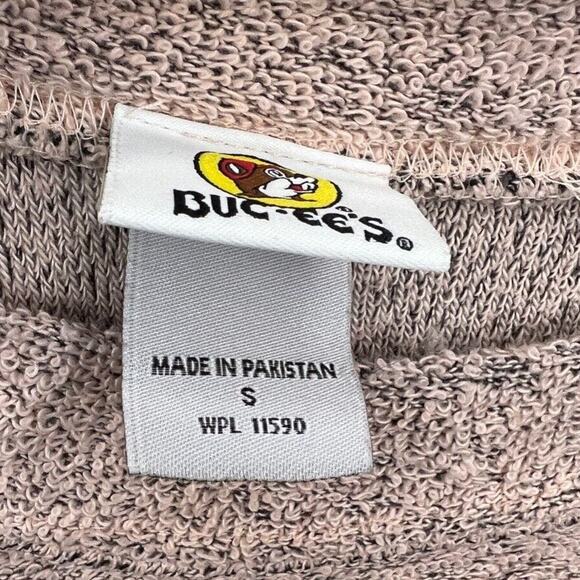 BUC-EE'S®
MADE IN PAKISTAN
S
WPL 11590